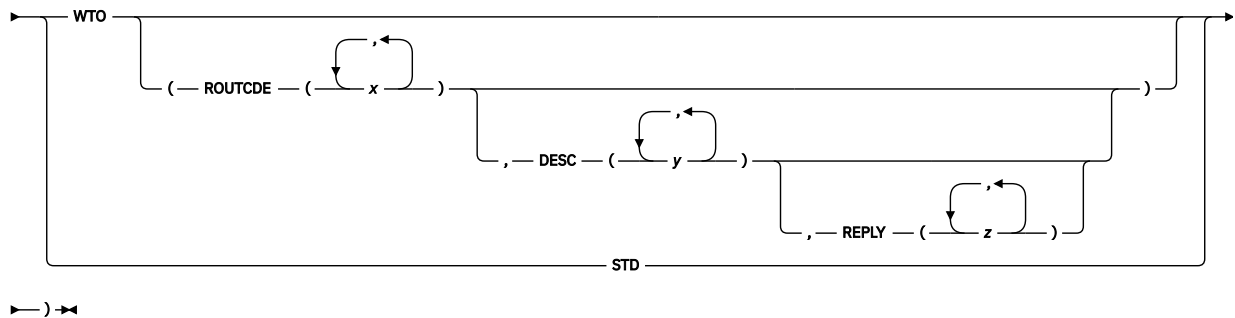 WTO
,
( ROUTCDE ( x ) )
,
, DESC ( y )
,
, REPLY ( z )
STD
)